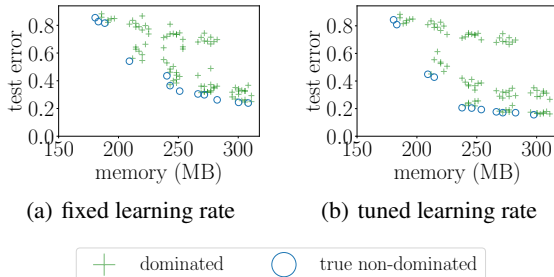 test error
0.8
0.6
0.4
0.2
0.0
150 200 250 300
memory (MB)
(a) fixed learning rate
test error
0.8
0.6
0.4
0.2
0.0
150 200 250 300
memory (MB)
(b) tuned learning rate
dominated true non-dominated